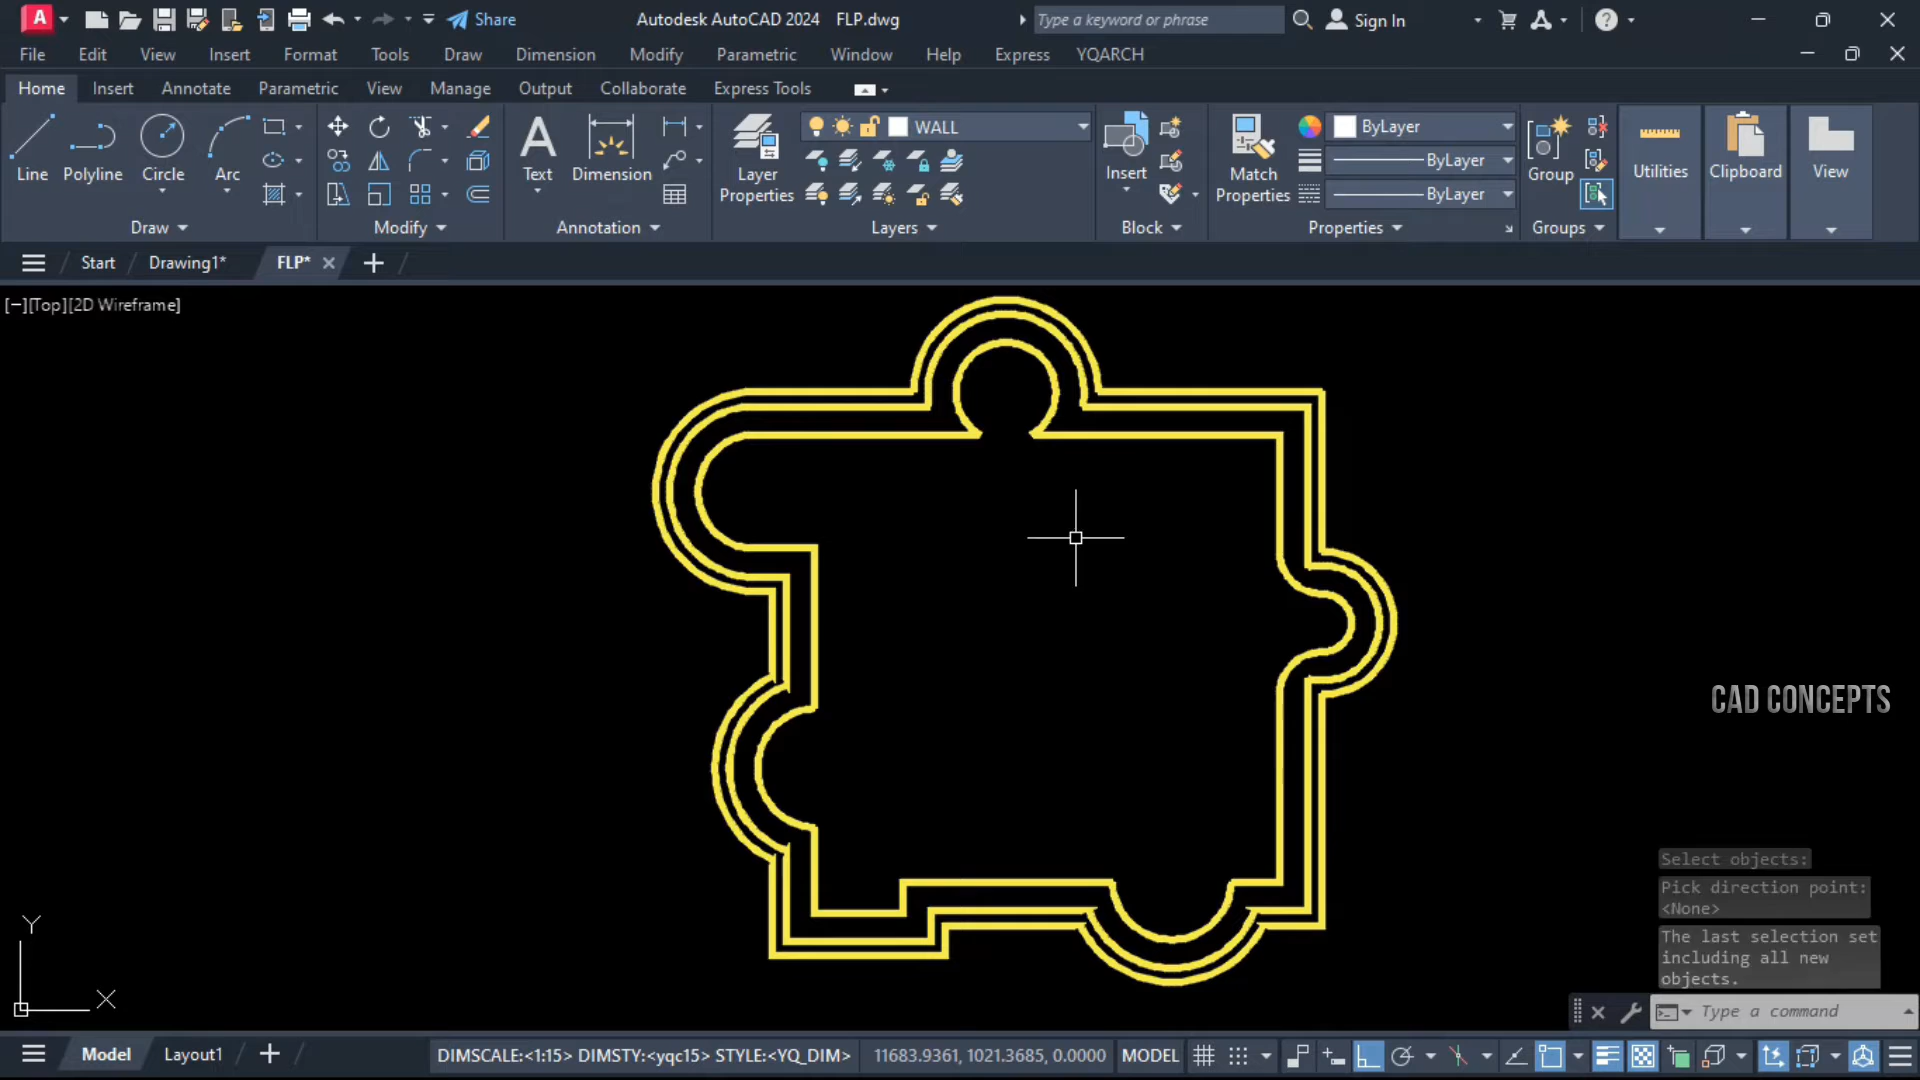 A Share Autodesk AutoCAD 2024 FLP.dwg Type a keyword or phrase Sign In
File Edit View Insert Format Tools Draw Dimension Modify Parametric Window Help Express YQARCH
Home Insert Annotate Parametric View Manage Output Collaborate Express Tools
WALL ByLayer
ByLayer
Line Polyline Circle Arc Text Dimension Layer Properties Insert Match Properties ByLayer Group Utilities Clipboard View
Draw Modify Annotation Layers Block Properties Groups
Start Drawing1* FLP*
[−][Top][2D Wireframe]
CAD CONCEPTS
Select objects:
Pick direction point:
<None>
The last selection set
including all new
objects.
Y
X
Type a command
Model Layout1 DIMSCALE:<1:15> DIMSTY:<yqc15> STYLE:<YQ_DIM> 11683.9361, 1021.3685, 0.0000 MODEL